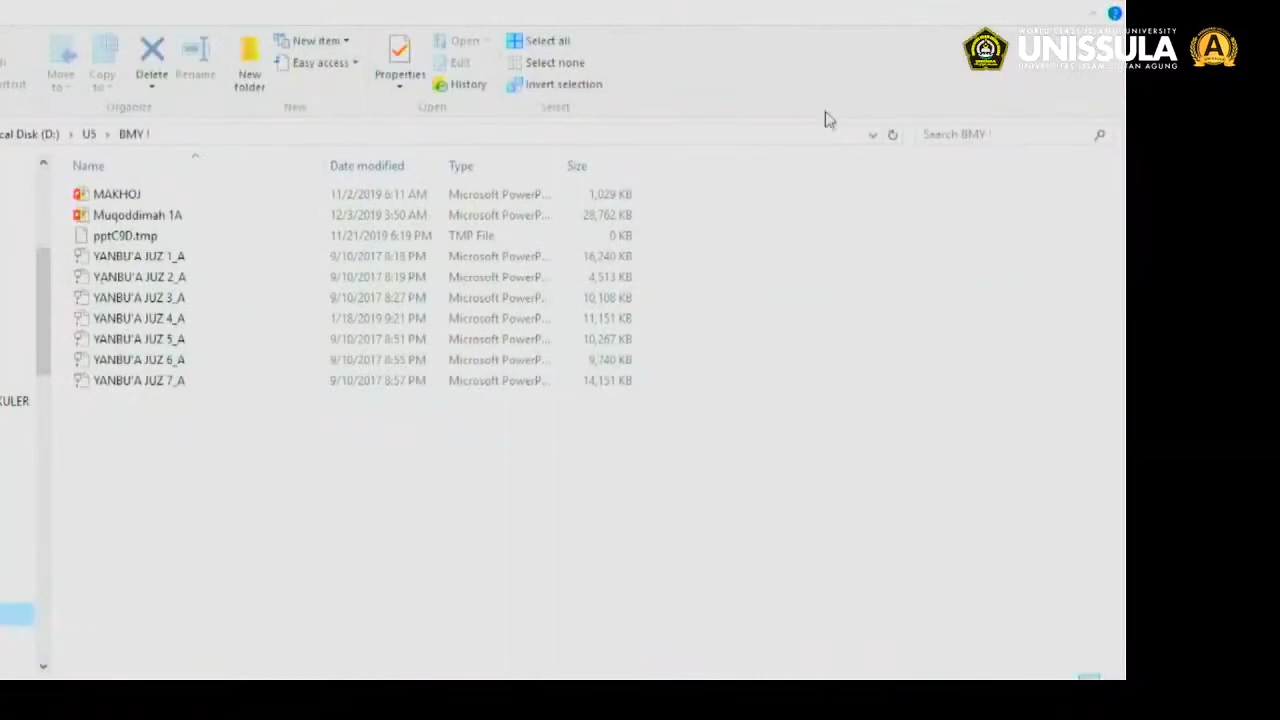 WORLD CLASS ISLAMIC UNIVERSITY
UNISSULA
UNIVERSITAS ISLAM SULTAN AGUNG
A
Move to
Copy to
Delete
Rename
New folder
New item
Easy access
Properties
Open
Edit
History
Select all
Select none
Invert selection
Organize
New
Open
Select
cal Disk (D:) › U5 › BMY !
Search BMY !
Name Date modified Type Size
MAKHOJ 11/2/2019 6:11 AM Microsoft PowerP... 1,029 KB
Muqoddimah 1A 12/3/2019 3:50 AM Microsoft PowerP... 28,762 KB
pptC9D.tmp 11/21/2019 6:19 PM TMP File 0 KB
YANBU'A JUZ 1_A 9/10/2017 8:18 PM Microsoft PowerP... 16,240 KB
YANBU'A JUZ 2_A 9/10/2017 8:19 PM Microsoft PowerP... 4,513 KB
YANBU'A JUZ 3_A 9/10/2017 8:27 PM Microsoft PowerP... 10,108 KB
YANBU'A JUZ 4_A 1/18/2019 9:21 PM Microsoft PowerP... 11,151 KB
YANBU'A JUZ 5_A 9/10/2017 8:51 PM Microsoft PowerP... 10,267 KB
YANBU'A JUZ 6_A 9/10/2017 8:55 PM Microsoft PowerP... 9,740 KB
YANBU'A JUZ 7_A 9/10/2017 8:57 PM Microsoft PowerP... 14,151 KB
KULER